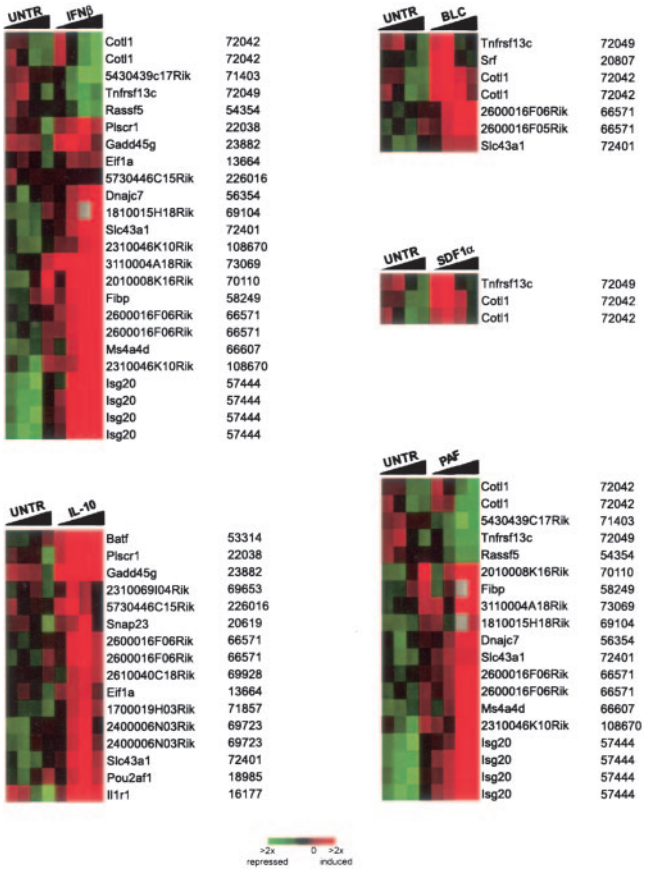 UNTR IFNβ
Cotl1 72042
Cotl1 72042
5430439c17Rik 71403
Tnfrsf13c 72049
Rassf5 54354
Plscr1 22038
Gadd45g 23882
Eif1a 13664
5730446C15Rik 226016
Dnajc7 56354
1810015H18Rik 69104
Slc43a1 72401
2310046K10Rik 108670
3110004A18Rik 73069
2010008K16Rik 70110
Fibp 58249
2600016F06Rik 66571
2600016F06Rik 66571
Ms4a4d 66607
2310046K10Rik 108670
Isg20 57444
Isg20 57444
Isg20 57444
Isg20 57444
UNTR BLC
Tnfrsf13c 72049
Srf 20807
Cotl1 72042
Cotl1 72042
2600016F06Rik 66571
2600016F05Rik 66571
Slc43a1 72401
UNTR SDF1α
Tnfrsf13c 72049
Cotl1 72042
Cotl1 72042
UNTR IL-10
Batf 53314
Plscr1 22038
Gadd45g 23882
2310069I04Rik 69653
5730446C15Rik 226016
Snap23 20619
2600016F06Rik 66571
2600016F06Rik 66571
2610040C18Rik 69928
Eif1a 13664
1700019H03Rik 71857
2400006N03Rik 69723
2400006N03Rik 69723
Slc43a1 72401
Pou2af1 18985
Il1r1 16177
UNTR PAF
Cotl1 72042
Cotl1 72042
5430439C17Rik 71403
Tnfrsf13c 72049
Rassf5 54354
2010008K16Rik 70110
Fibp 58249
3110004A18Rik 73069
1810015H18Rik 69104
Dnajc7 56354
Slc43a1 72401
2600016F06Rik 66571
2600016F06Rik 66571
Ms4a4d 66607
2310046K10Rik 108670
Isg20 57444
Isg20 57444
Isg20 57444
Isg20 57444
>2x 0 >2x
repressed induced